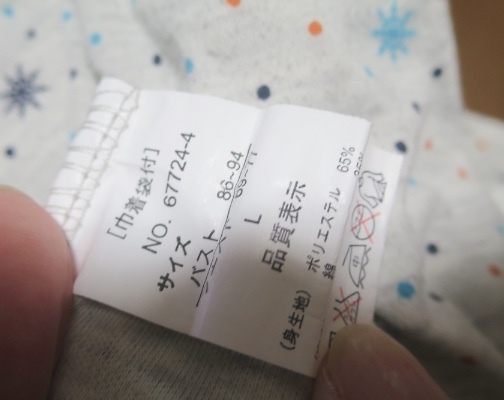 [巾着袋付]
NO. 67724-4
サイズ
バスト 86~94
L
品質表示
ポリエステル 65%
綿
(身生地)